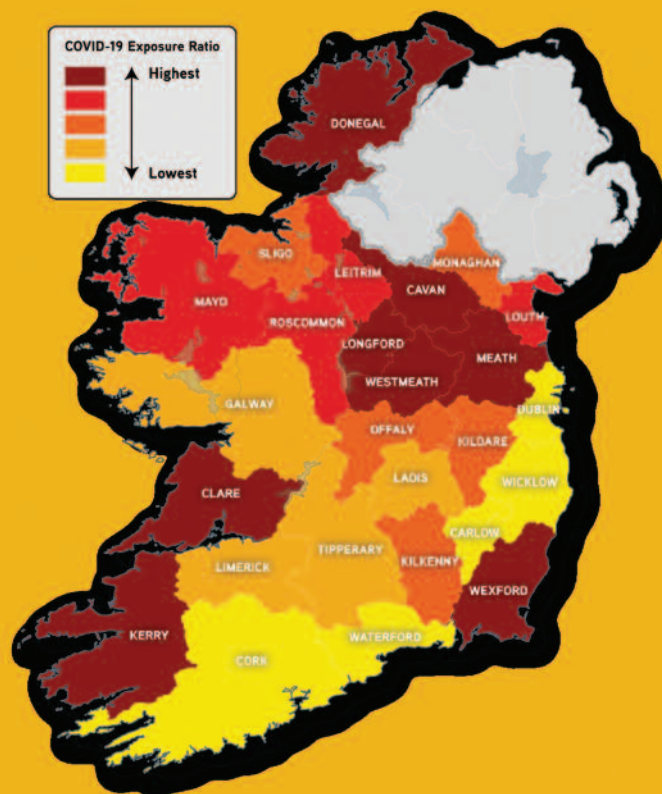 COVID-19 Exposure Ratio
Highest
Lowest
DONEGAL
SLIGO
LEITRIM
MONAGHAN
CAVAN
MAYO
ROSCOMMON
LOUTH
LONGFORD
MEATH
WESTMEATH
GALWAY
DUBLIN
OFFALY
KILDARE
LAOIS
WICKLOW
CLARE
CARLOW
TIPPERARY
LIMERICK
KILKENNY
WEXFORD
KERRY
WATERFORD
CORK